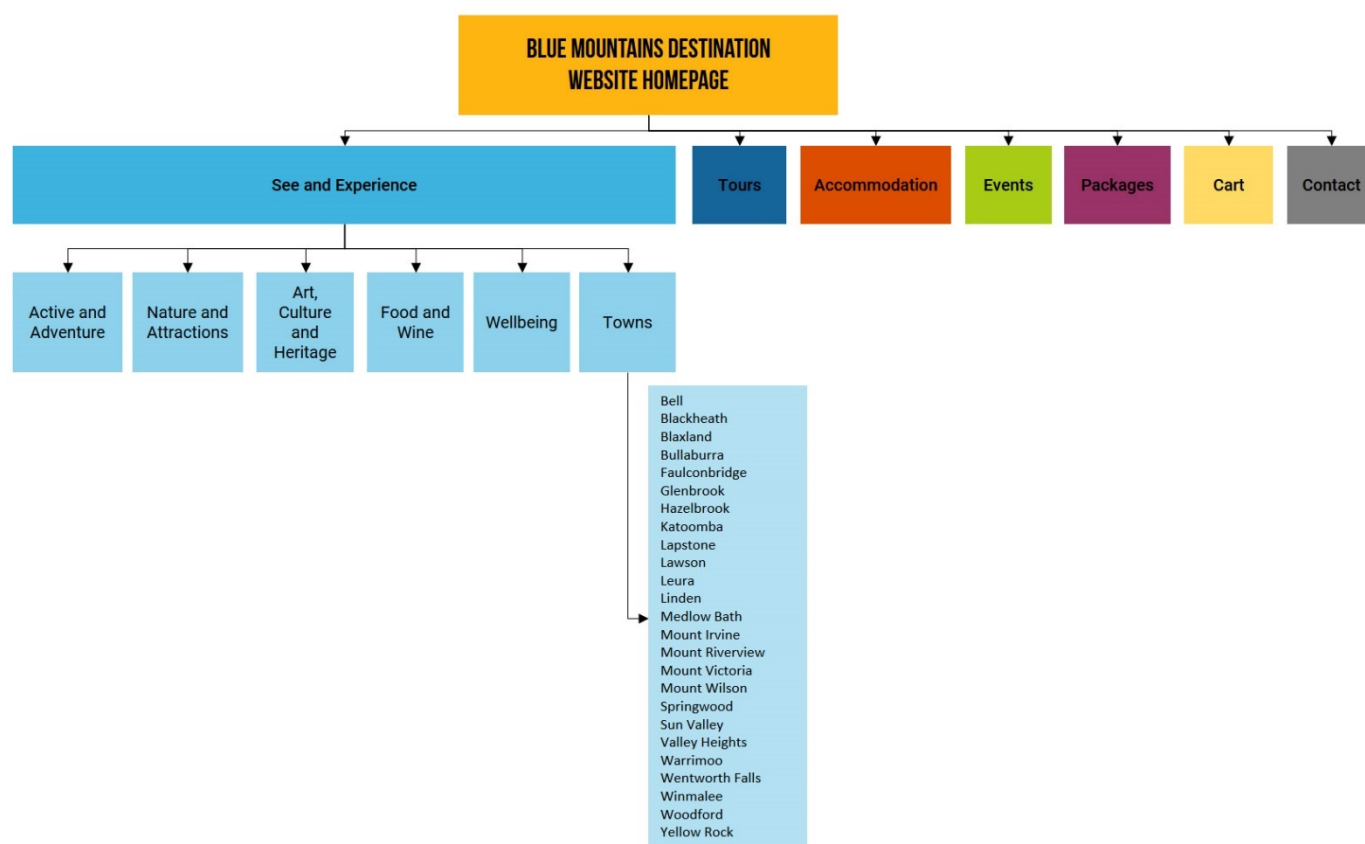 BLUE MOUNTAINS DESTINATION
WEBSITE HOMEPAGE
See and Experience
Tours
Accommodation
Events
Packages
Cart
Contact
Active and
Adventure
Nature and
Attractions
Art,
Culture
and
Heritage
Food and
Wine
Wellbeing
Towns
Bell
Blackheath
Blaxland
Bullaburra
Faulconbridge
Glenbrook
Hazelbrook
Katoomba
Lapstone
Lawson
Leura
Linden
Medlow Bath
Mount Irvine
Mount Riverview
Mount Victoria
Mount Wilson
Springwood
Sun Valley
Valley Heights
Warrimoo
Wentworth Falls
Winmalee
Woodford
Yellow Rock